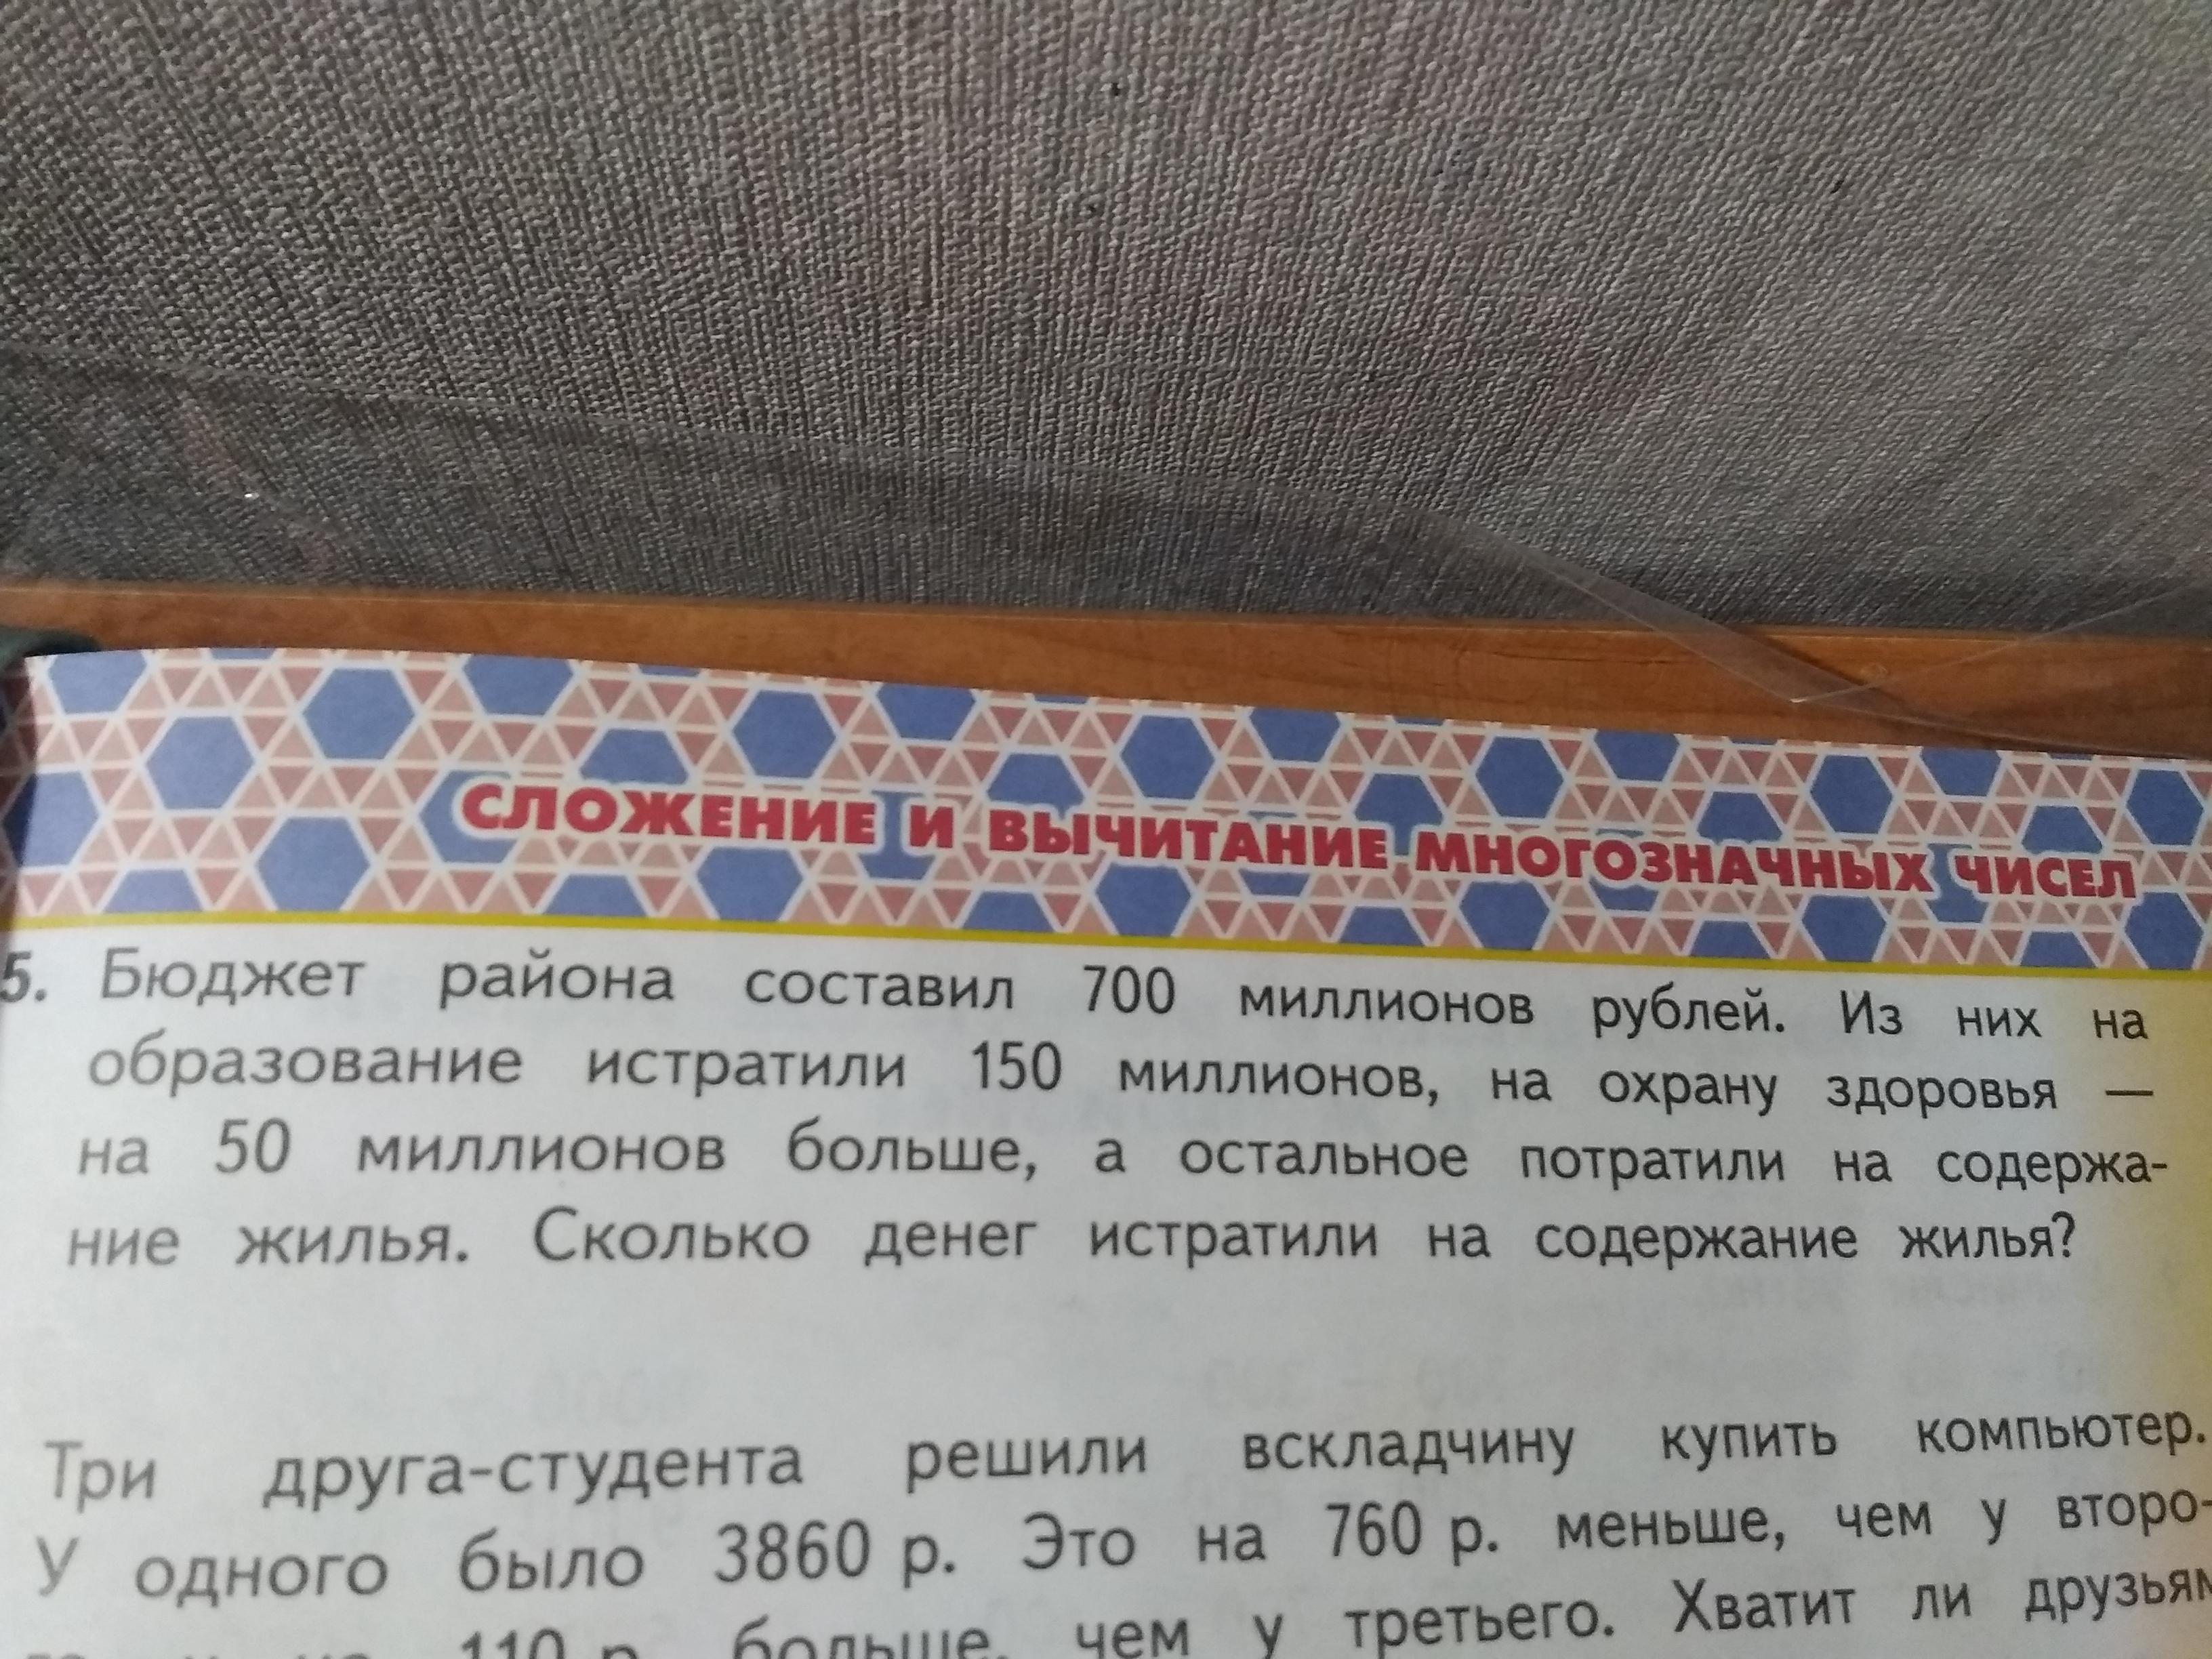 СЛОЖЕНИЕ И ВЫЧИТАНИЕ МНОГОЗНАЧНЫХ ЧИСЕЛ
5. Бюджет района составил 700 миллионов рублей. Из них на
образование истратили 150 миллионов, на охрану здоровья —
на 50 миллионов больше, а остальное потратили на содержа-
ние жилья. Сколько денег истратили на содержание жилья?
Три друга-студента решили вскладчину купить компьютер.
У одного было 3860 р. Это на 760 р. меньше, чем у второ-
110 р. больше, чем у третьего. Хватит ли друзьям